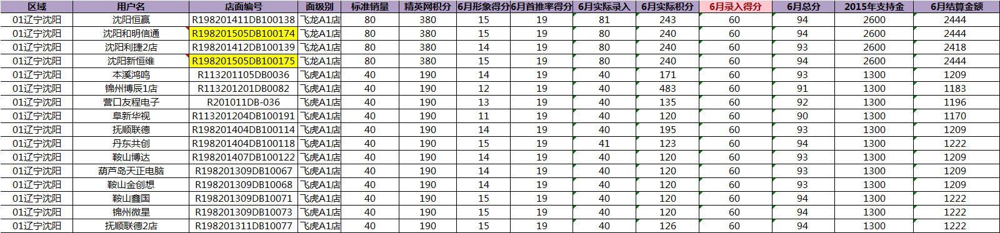 区域 用户名 店面编号 面级别 标准销量 精英网积分 6月形象得分 6月首推率得分 6月实际录入 6月实际积分 6月录入得分 6月总分 2015年支持金 6月结算金额
01辽宁沈阳 沈阳恒赢 R198201411DB100138 飞龙A1店 80 380 15 19 81 243 60 94 2600 2444
01辽宁沈阳 沈阳和明信通 R198201505DB100174 飞龙A1店 80 380 15 19 80 240 60 94 2600 2444
01辽宁沈阳 沈阳利捷2店 R198201412DB100139 飞龙A1店 80 380 14 19 80 240 60 93 2600 2418
01辽宁沈阳 沈阳新恒维 R198201505DB100175 飞龙A1店 80 380 15 19 80 240 60 94 2600 2444
01辽宁沈阳 本溪鸿鸣 R113201105DB0036 飞虎A1店 40 190 14 19 40 171 60 93 1300 1209
01辽宁沈阳 锦州博辰1店 R113201201DB0082 飞虎A1店 40 190 12 19 40 483 60 91 1300 1183
01辽宁沈阳 营口友程电子 R201011DB-036 飞虎A1店 40 190 13 19 40 135 60 92 1300 1196
01辽宁沈阳 阜新华视 R113201204DB100191 飞虎A1店 40 190 11 19 40 120 60 90 1300 1170
01辽宁沈阳 抚顺联德 R198201404DB100114 飞虎A1店 40 190 14 19 40 195 60 93 1300 1209
01辽宁沈阳 丹东共创 R198201404DB100118 飞虎A1店 40 190 15 19 41 123 60 94 1300 1222
01辽宁沈阳 鞍山博达 R198201407DB100122 飞虎A1店 40 190 14 19 40 120 60 93 1300 1209
01辽宁沈阳 葫芦岛天正电脑 R198201309DB10067 飞虎A1店 40 190 14 19 40 120 60 93 1300 1209
01辽宁沈阳 鞍山金创想 R198201309DB10068 飞虎A1店 40 190 14 19 40 120 60 93 1300 1209
01辽宁沈阳 鞍山鑫国 R198201309DB10071 飞虎A1店 40 190 15 19 40 120 60 94 1300 1222
01辽宁沈阳 锦州微星 R198201309DB10073 飞虎A1店 40 190 15 19 40 120 60 94 1300 1222
01辽宁沈阳 抚顺联德2店 R198201311DB10077 飞虎A1店 40 190 15 19 40 126 60 94 1300 1222